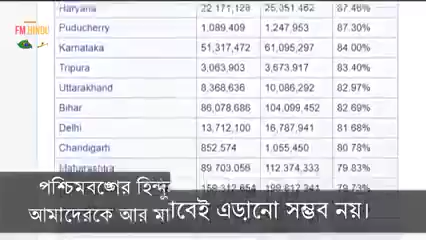 FM HINDU
Haryana 22,171,128 25,351,462 87.46%
Puducherry 1,089,409 1,247,953 87.30%
Karnataka 51,317,472 61,095,297 84.00%
Tripura 3,063,903 3,673,917 83.40%
Uttarakhand 8,368,636 10,086,292 82.97%
Bihar 86,078,686 104,099,452 82.69%
Delhi 13,712,100 16,787,941 81.68%
Chandigarh 852,574 1,055,450 80.78%
Maharashtra 89,703,056 112,374,333 79.83%
পশ্চিমবঙ্গের হিন্দু 79.73%
আমাদেরকে আর মা বেই এড়ানো সম্ভব নয়।